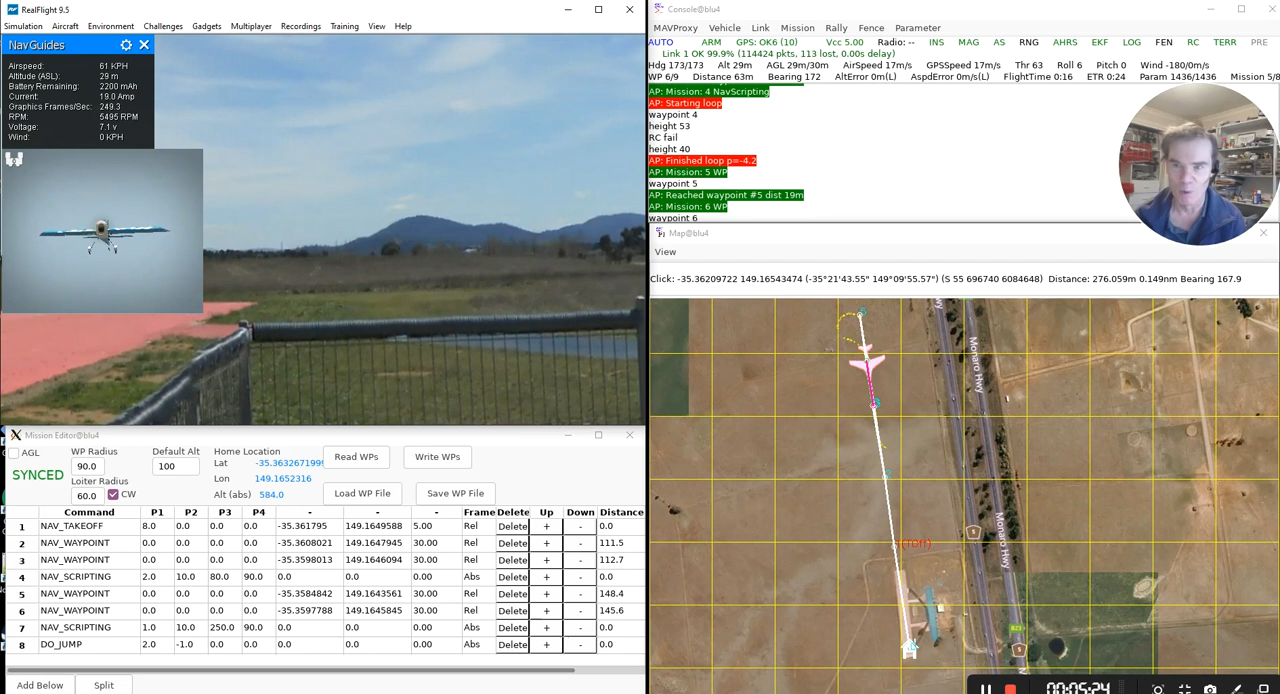 RealFlight 9.5
Simulation Aircraft Environment Challenges Gadgets Multiplayer Recordings Training View Help
NavGuides
Airspeed: 61 KPH
Altitude (ASL): 29 m
Battery Remaining: 2200 mAh
Current: 19.0 Amp
Graphics Frames/Sec: 249.3
RPM: 5495 RPM
Voltage: 7.1 v
Wind: 0 KPH
Console@blu4
MAVProxy Vehicle Link Mission Rally Fence Parameter
AUTO ARM GPS: OK6 (10) Vcc 5.00 Radio: -- INS MAG AS RNG AHRS EKF LOG FEN RC TERR PRE
Link 1 OK 99.9% (114424 pkts, 113 lost, 0.00s delay)
Hdg 173/173 Alt 29m AGL 29m/30m AirSpeed 17m/s GPSSpeed 17m/s Thr 63 Roll 6 Pitch 0 Wind -180/0m/s
WP 6/9 Distance 63m Bearing 172 AltError 0m(L) AspdError 0m/s(L) FlightTime 0:16 ETR 0:24 Param 1436/1436 Mission 5/8
AP: Mission: 4 NavScripting
AP: Starting loop
waypoint 4
height 53
RC fail
height 40
AP: Finished loop p=-4.2
AP: Mission: 5 WP
waypoint 5
AP: Reached waypoint #5 dist 19m
AP: Mission: 6 WP
waypoint 6
Map@blu4
View
Click: -35.36209722 149.16543474 (-35°21'43.55" 149°09'55.57") (S 55 696740 6084648) Distance: 276.059m 0.149nm Bearing 167.9
Monaro Hwy
Monaro Hwy
B23
00:05:24
Mission Editor@blu4
AGL
SYNCED
WP Radius
90.0
Loiter Radius
60.0 CW
Default Alt
100
Home Location
Lat -35.363267199
Lon 149.1652316
Alt (abs) 584.0
Read WPs Write WPs
Load WP File Save WP File
Command P1 P2 P3 P4 - - - Frame Delete Up Down Distance
1 NAV_TAKEOFF 8.0 0.0 0.0 0.0 -35.361795 149.1649588 5.00 Rel Delete + - 0.0
2 NAV_WAYPOINT 0.0 0.0 0.0 0.0 -35.3608021 149.1647945 30.00 Rel Delete + - 111.5
3 NAV_WAYPOINT 0.0 0.0 0.0 0.0 -35.3598013 149.1646094 30.00 Rel Delete + - 112.7
4 NAV_SCRIPTING 2.0 10.0 80.0 90.0 0.0 0.0 0.00 Abs Delete + - 0.0
5 NAV_WAYPOINT 0.0 0.0 0.0 0.0 -35.3584842 149.1643561 30.00 Rel Delete + - 148.4
6 NAV_WAYPOINT 0.0 0.0 0.0 0.0 -35.3597788 149.1645845 30.00 Rel Delete + - 145.6
7 NAV_SCRIPTING 1.0 10.0 250.0 90.0 0.0 0.0 0.00 Abs Delete + - 0.0
8 DO_JUMP 2.0 -1.0 0.0 0.0 0.0 0.0 0.00 Abs Delete + - 0.0
Add Below Split